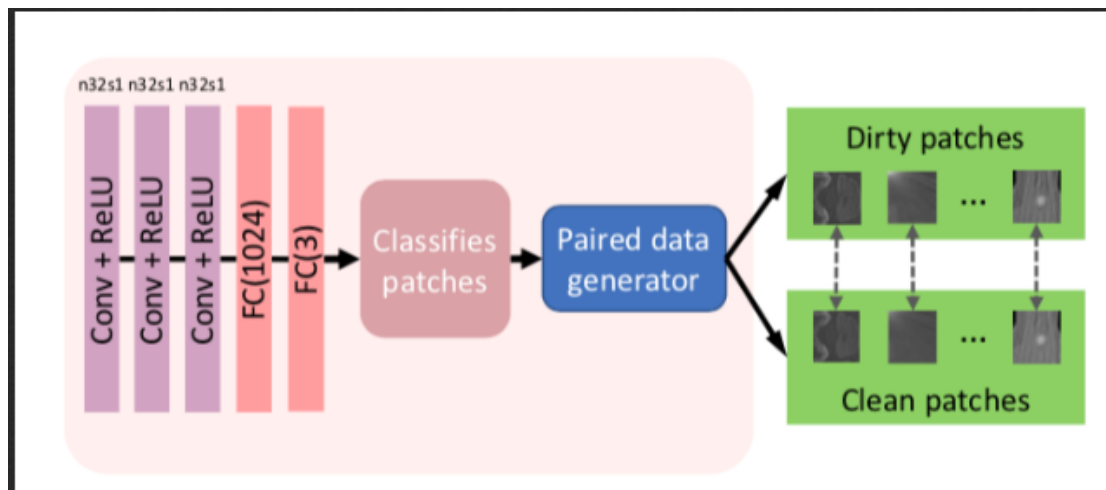 n32s1 n32s1 n32s1
Conv + ReLU
Conv + ReLU
Conv + ReLU
FC(1024)
FC(3)
Classifies
patches
Paired data
generator
Dirty patches
...
...
Clean patches